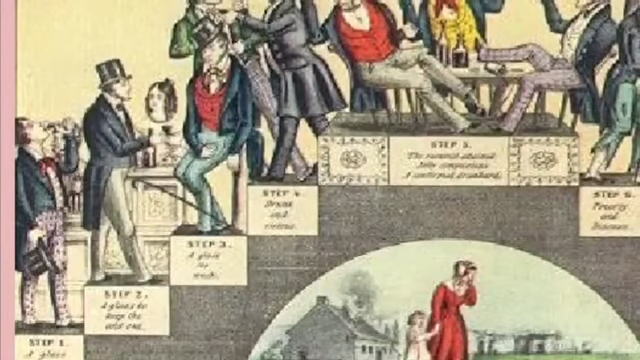 STEP 5.
The summit attained
Jolly companions
A confirmed drunkard.
STEP 4.
Drunk
and
riotous.
STEP 6.
Poverty
and
Disease.
STEP 3.
A glass
too
much.
STEP 2.
A glass to
keep the
cold out.
STEP 1.
A glass